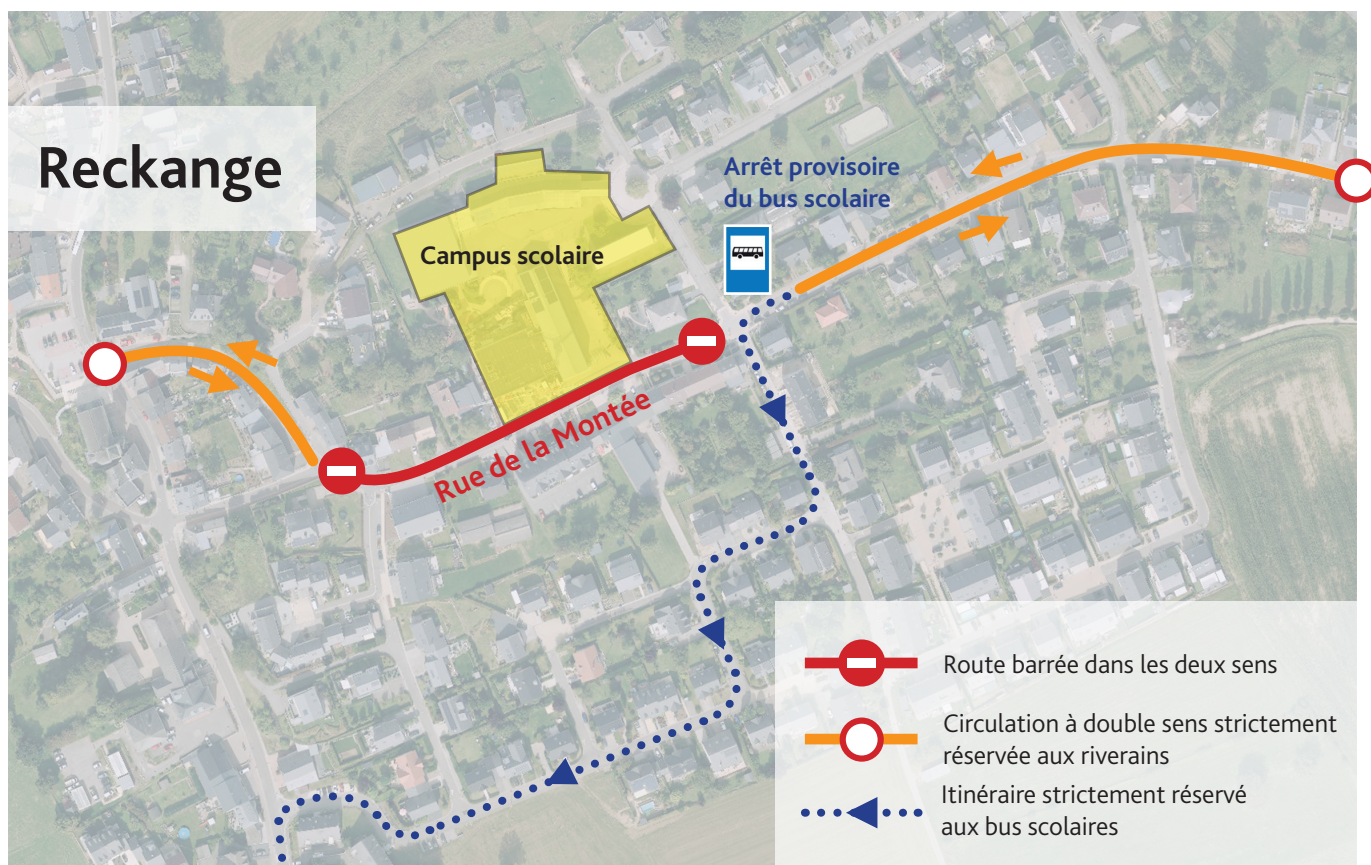 Reckange
Arrêt provisoire
du bus scolaire
Campus scolaire
Rue de la Montée
Route barrée dans les deux sens
Circulation à double sens strictement
réservée aux riverains
Itinéraire strictement réservé
aux bus scolaires